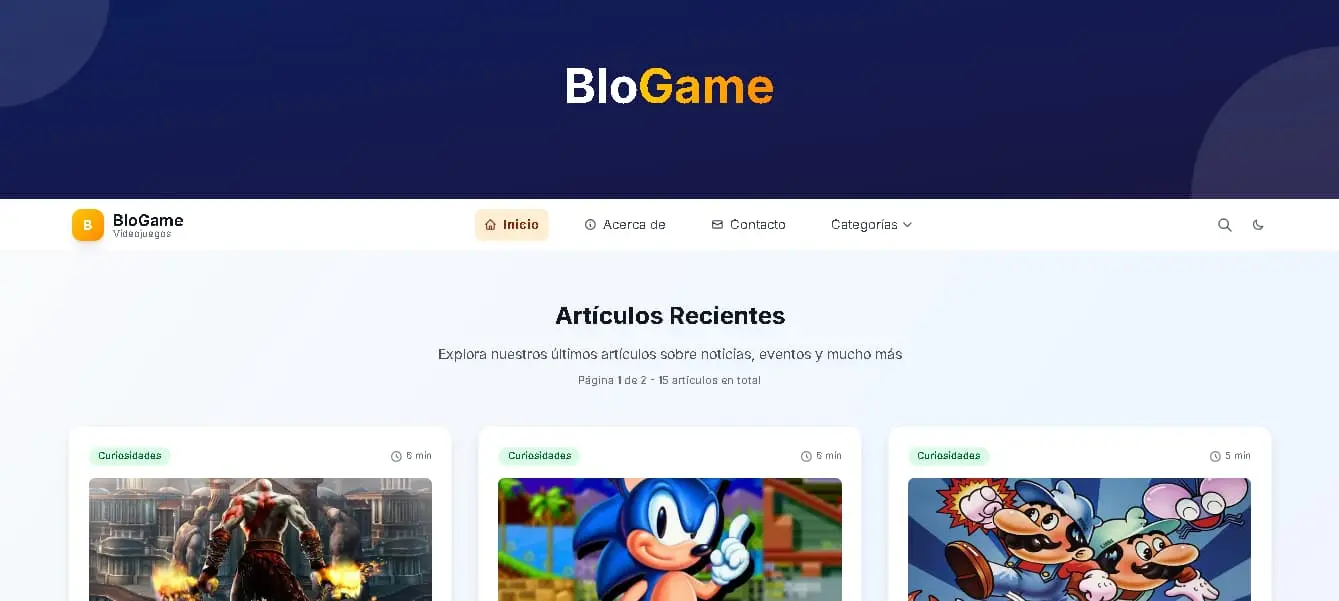 BloGame
B
BloGame
Videojuegos
Inicio
Acerca de
Contacto
Categorías
Artículos Recientes
Explora nuestros últimos artículos sobre noticias, eventos y mucho más
Página 1 de 2 - 15 artículos en total
Curiosidades
6 min
Curiosidades
6 min
Curiosidades
5 min